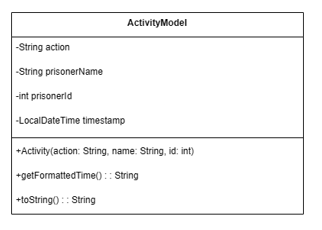 ActivityModel
-String action
-String prisonerName
-int prisonerId
-LocalDateTime timestamp
+Activity(action: String, name: String, id: int)
+getFormattedTime() : : String
+toString() : : String